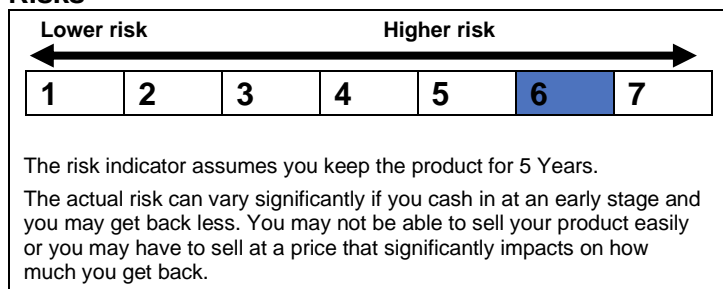 Lower risk Higher risk
1 2 3 4 5 6 7
The risk indicator assumes you keep the product for 5 Years.
The actual risk can vary significantly if you cash in at an early stage and
you may get back less. You may not be able to sell your product easily
or you may have to sell at a price that significantly impacts on how
much you get back.